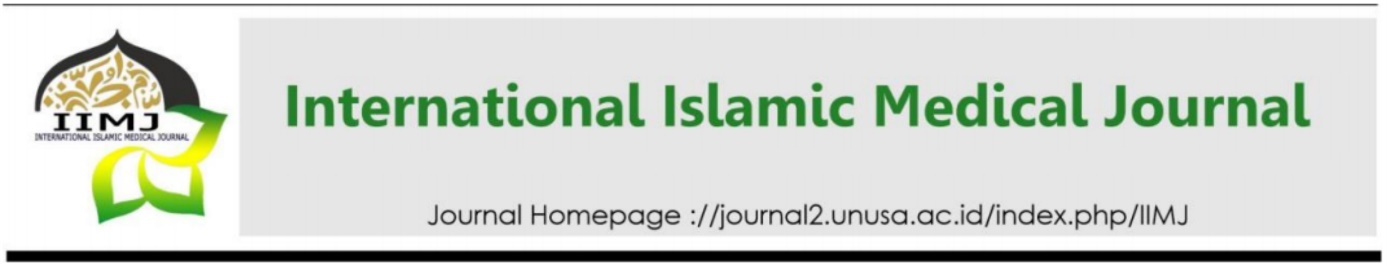 IIMJ
INTERNATIONAL ISLAMIC MEDICAL JOURNAL
International Islamic Medical Journal
Journal Homepage ://journal2.unusa.ac.id/index.php/IIMJ